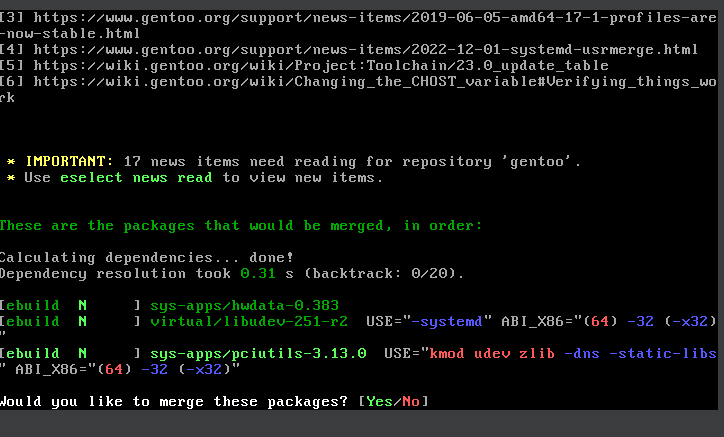 [3] https://www.gentoo.org/support/news-items/2019-06-05-amd64-17-1-profiles-are
-now-stable.html
[4] https://www.gentoo.org/support/news-items/2022-12-01-systemd-usrmerge.html
[5] https://wiki.gentoo.org/wiki/Project:Toolchain/23.0_update_table
[6] https://wiki.gentoo.org/wiki/Changing_the_CHOST_variable#Verifying_things_wo
rk
* IMPORTANT: 17 news items need reading for repository 'gentoo'.
* Use eselect news read to view new items.
These are the packages that would be merged, in order:
Calculating dependencies... done!
Dependency resolution took 0.31 s (backtrack: 0/20).
[ebuild  N     ] sys-apps/hwdata-0.383
[ebuild  N     ] virtual/libudev-251-r2  USE="-systemd" ABI_X86="(64) -32 (-x32)
"
[ebuild  N     ] sys-apps/pciutils-3.13.0  USE="kmod udev zlib -dns -static-libs
" ABI_X86="(64) -32 (-x32)"
Would you like to merge these packages? [Yes/No]